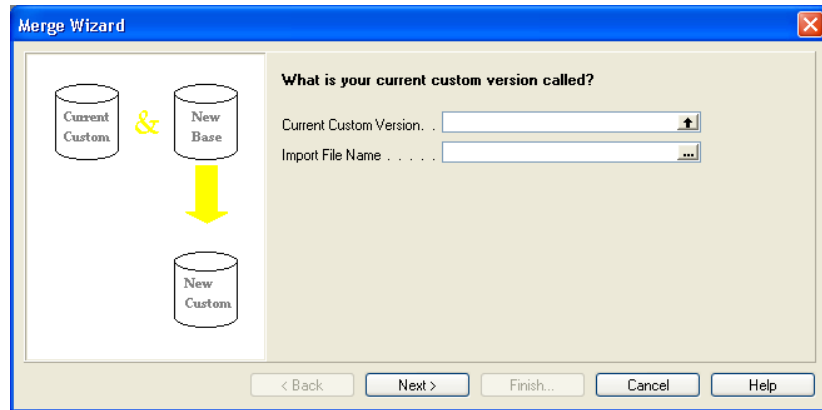 Merge Wizard
Current
Custom
&
New
Base
New
Custom
What is your current custom version called?
Current Custom Version. .
Import File Name . . . . .
...
< Back
Next >
Finish...
Cancel
Help